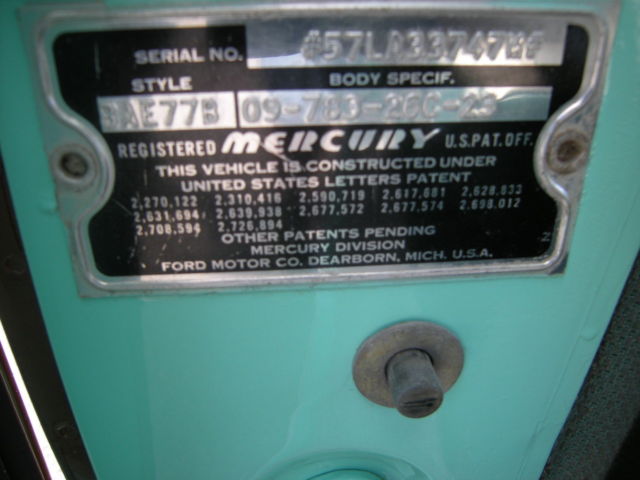 SERIAL NO. 57LA33747M
STYLE BODY SPECIF.
AE77B 09-783-26C-23
REGISTERED MERCURY U.S.PAT.OFF.
THIS VEHICLE IS CONSTRUCTED UNDER
UNITED STATES LETTERS PATENT
2,270,122 2,310,416 2,590,719 2,617,681 2,628,833
2,631,694 2,639,938 2,677,572 2,677,574 2,698,012
2,708,594 2,726,894
OTHER PATENTS PENDING
MERCURY DIVISION
FORD MOTOR CO. DEARBORN, MICH. U.S.A.
2